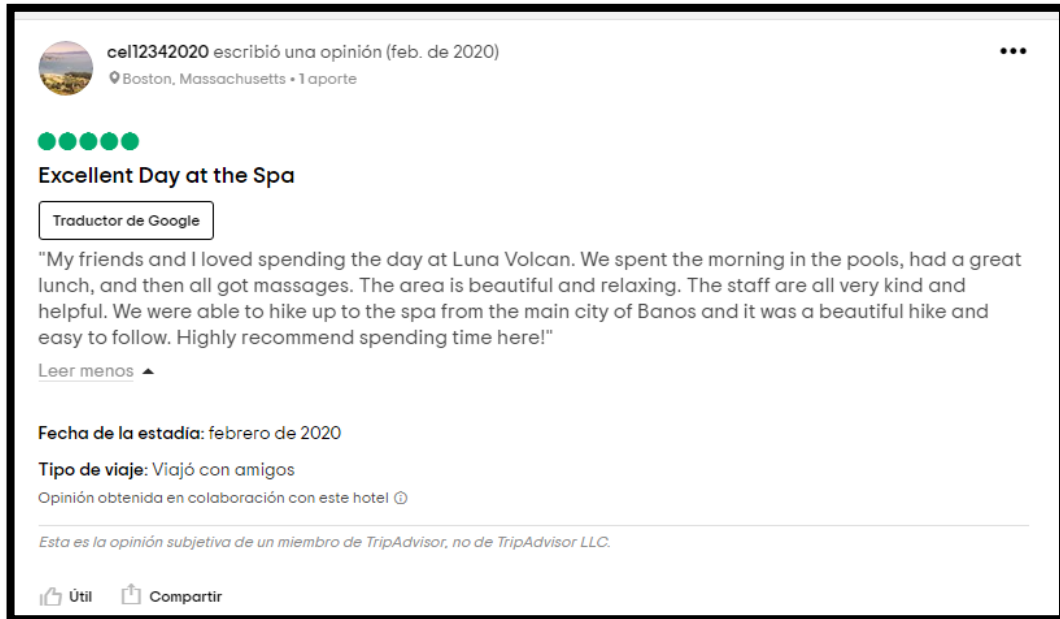 cel12342020 escribió una opinión (feb. de 2020)
Boston, Massachusetts • 1 aporte
Excellent Day at the Spa
Traductor de Google
"My friends and I loved spending the day at Luna Volcan. We spent the morning in the pools, had a great
lunch, and then all got massages. The area is beautiful and relaxing. The staff are all very kind and
helpful. We were able to hike up to the spa from the main city of Banos and it was a beautiful hike and
easy to follow. Highly recommend spending time here!"
Leer menos
Fecha de la estadía: febrero de 2020
Tipo de viaje: Viajó con amigos
Opinión obtenida en colaboración con este hotel
Esta es la opinión subjetiva de un miembro de TripAdvisor, no de TripAdvisor LLC.
Útil Compartir